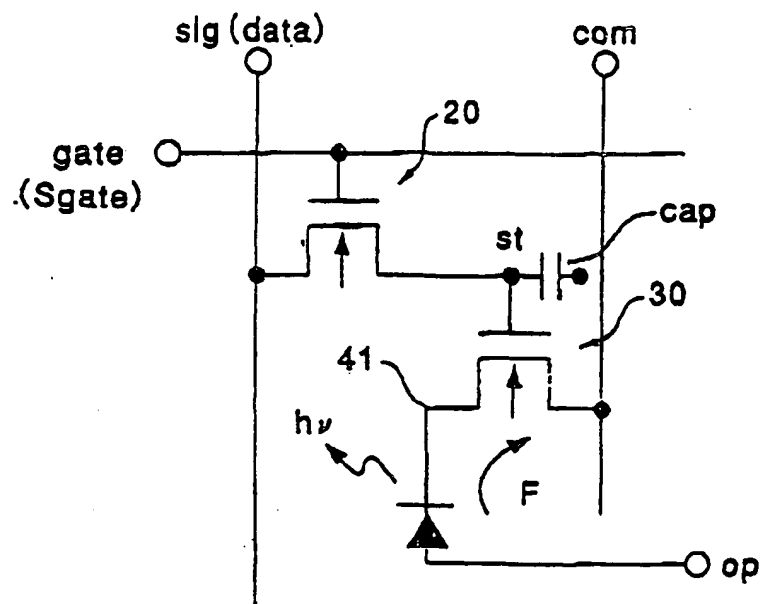 sig (data)
com
20
gate
(Sgate)
cap
st
30
41
hν
F
op